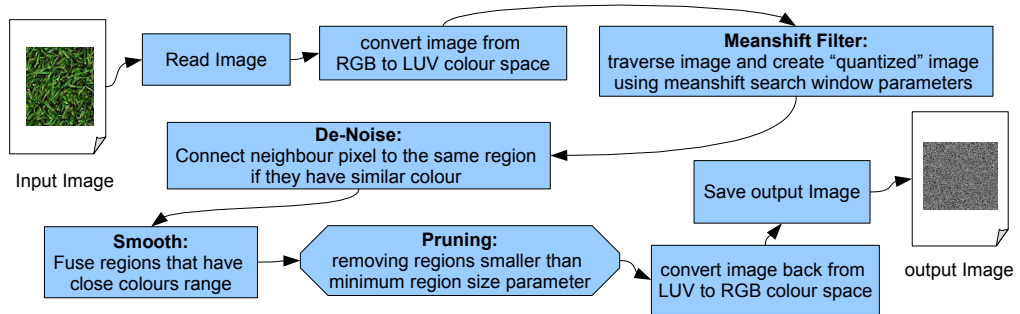 Input Image
Read Image
convert image from
RGB to LUV colour space
Meanshift Filter:
traverse image and create “quantized” image
using meanshift search window parameters
De-Noise:
Connect neighbour pixel to the same region
if they have similar colour
Smooth:
Fuse regions that have
close colours range
Pruning:
removing regions smaller than
minimum region size parameter
convert image back from
LUV to RGB colour space
Save output Image
output Image